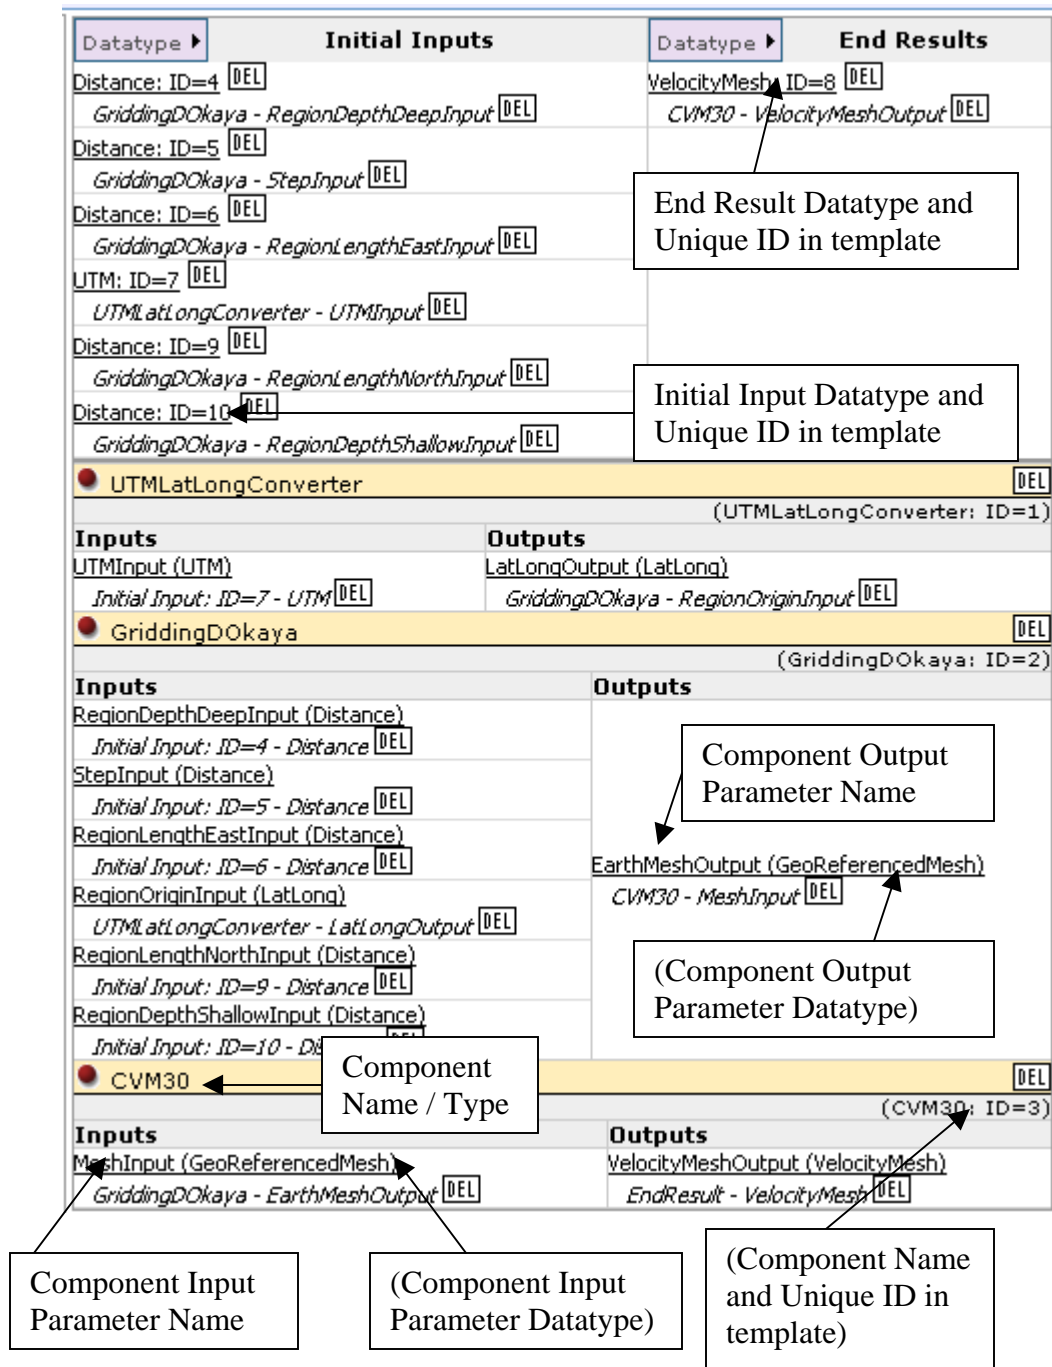 Datatype Initial Inputs Datatype End Results
Distance: ID=4 DEL
GriddingDOkaya - RegionDepthDeepInput DEL
Distance: ID=5 DEL
GriddingDOkaya - StepInput DEL
Distance: ID=6 DEL
GriddingDOkaya - RegionLengthEastInput DEL
UTM: ID=7 DEL
UTMLatLongConverter - UTMInput DEL
Distance: ID=9 DEL
GriddingDOkaya - RegionLengthNorthInput DEL
Distance: ID=10 DEL
GriddingDOkaya - RegionDepthShallowInput DEL
VelocityMesh: ID=8 DEL
CVM30 - VelocityMeshOutput DEL
End Result Datatype and
Unique ID in template
Initial Input Datatype and
Unique ID in template
UTMLatLongConverter DEL
(UTMLatLongConverter: ID=1)
Inputs Outputs
UTMInput (UTM) LatLongOutput (LatLong)
Initial Input: ID=7 - UTM DEL GriddingDOkaya - RegionOriginInput DEL
GriddingDOkaya DEL
(GriddingDOkaya: ID=2)
Inputs Outputs
RegionDepthDeepInput (Distance)
Initial Input: ID=4 - Distance DEL
StepInput (Distance)
Initial Input: ID=5 - Distance DEL
RegionLengthEastInput (Distance)
Initial Input: ID=6 - Distance DEL
RegionOriginInput (LatLong)
UTMLatLongConverter - LatLongOutput DEL
RegionLengthNorthInput (Distance)
Initial Input: ID=9 - Distance DEL
RegionDepthShallowInput (Distance)
Initial Input: ID=10 - Dis
Component Output
Parameter Name
EarthMeshOutput (GeoReferencedMesh)
CVM30 - MeshInput DEL
(Component Output
Parameter Datatype)
Component
Name / Type
CVM30 DEL
(CVM30: ID=3)
Inputs Outputs
MeshInput (GeoReferencedMesh) VelocityMeshOutput (VelocityMesh)
GriddingDOkaya - EarthMeshOutput DEL EndResult - VelocityMesh DEL
Component Input
Parameter Name
(Component Input
Parameter Datatype)
(Component Name
and Unique ID in
template)